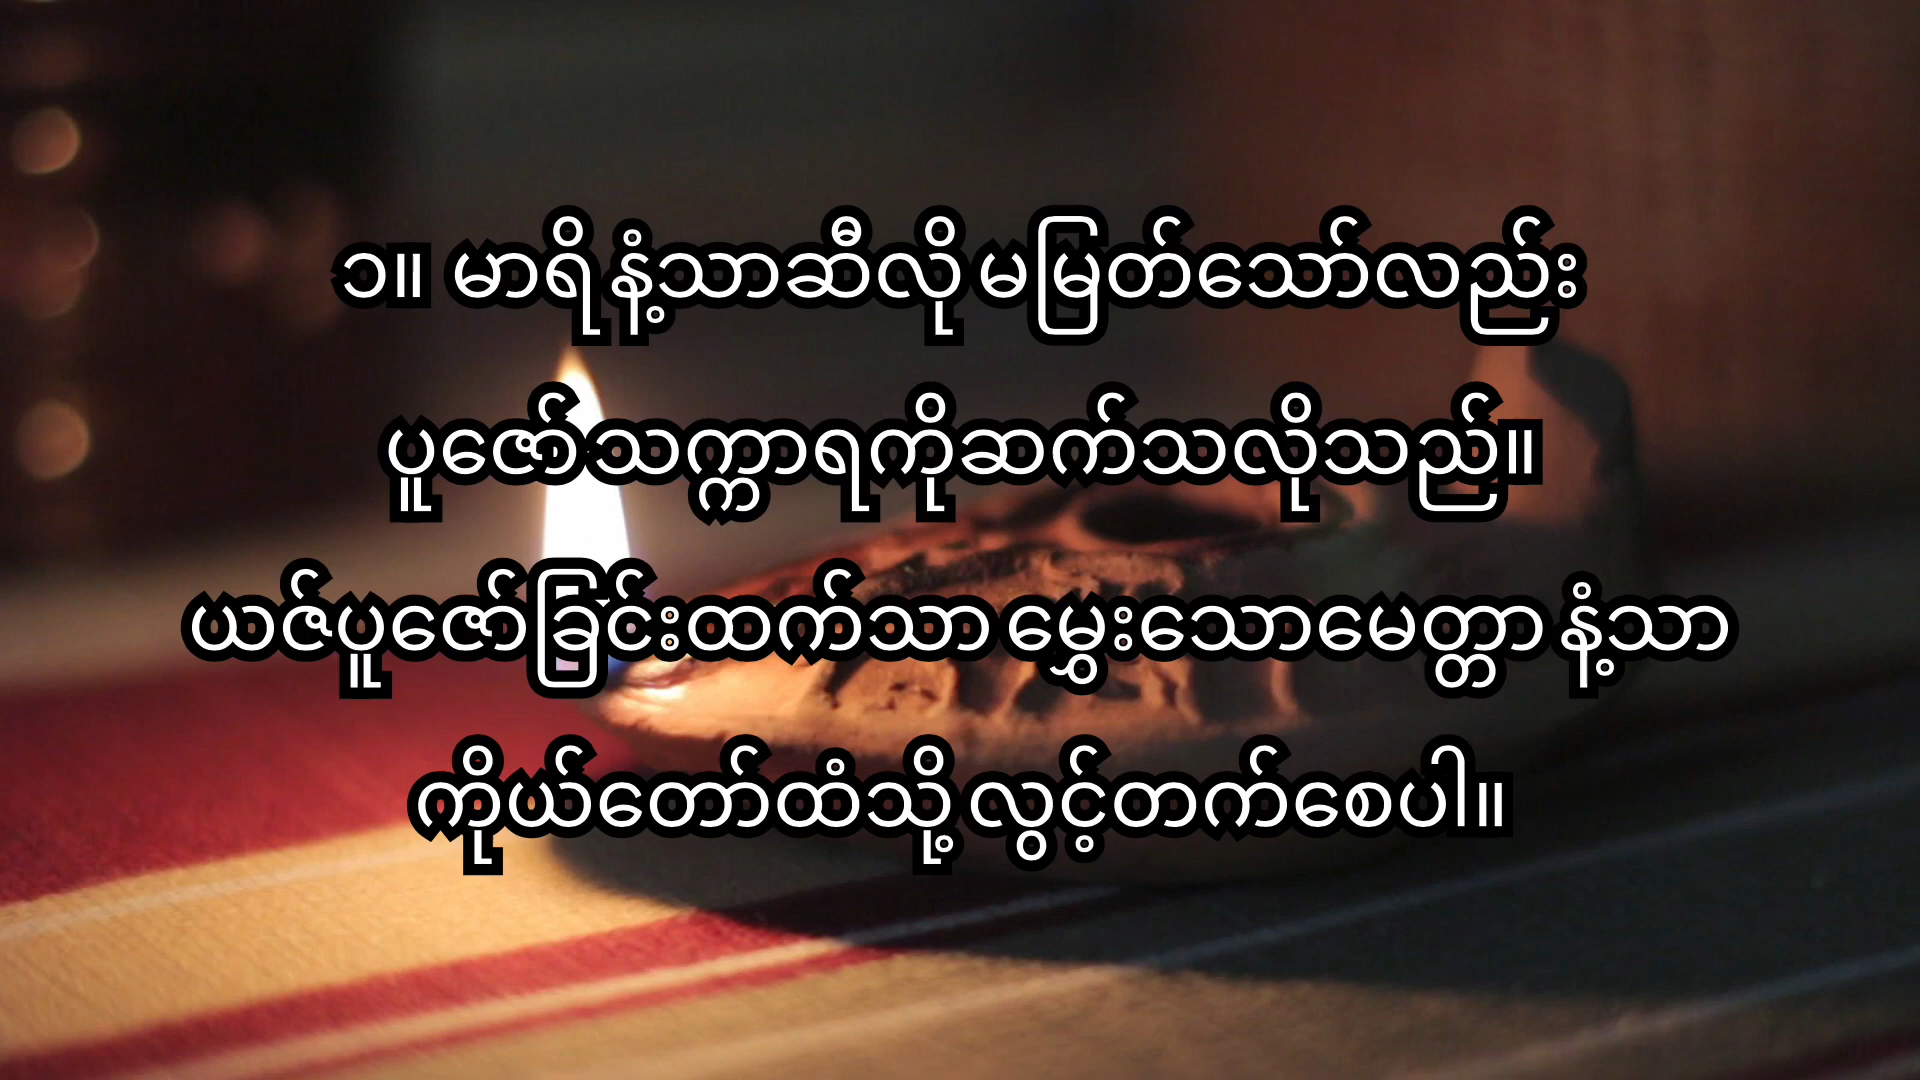 ၁။ မာရိ နံ့သာဆီလို မမြတ်သော်လည်း
ပူဇော် သက္ကာရကိုဆက်သလိုသည်။
ယဇ်ပူဇော်ခြင်းထက်သာ မွှေးသောမေတ္တာ နံ့သာ
ကိုယ်တော်ထံသို့ လွင့်တက်စေပါ။